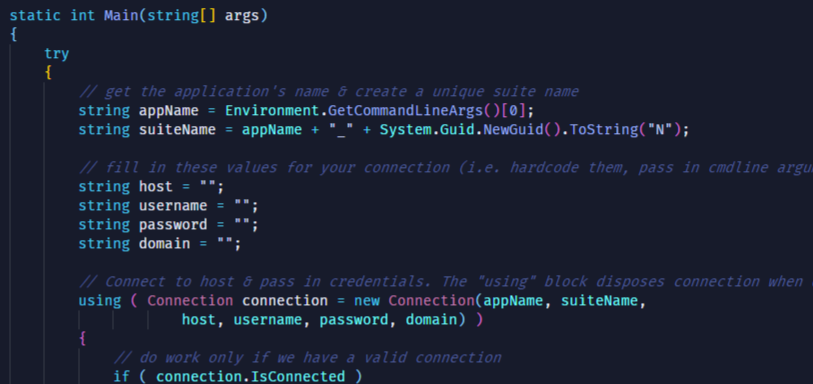 static int Main(string[] args)
{
try
{
// get the application's name & create a unique suite name
string appName = Environment.GetCommandLineArgs()[0];
string suiteName = appName + "_" + System.Guid.NewGuid().ToString("N");
// fill in these values for your connection (i.e. hardcode them, pass in cmdline
string host = "";
string username = "";
string password = "";
string domain = "";
// Connect to host & pass in credentials. The "using" block disposes connection when
using ( Connection connection = new Connection(appName, suiteName,
host, username, password, domain) )
{
// do work only if we have a valid connection
if ( connection.IsConnected )